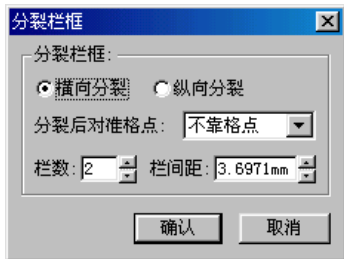 分裂栏框
分裂栏框:
横向分裂 纵向分裂
分裂后对准格点: 不靠格点
栏数: 2 栏间距: 3.6971mm
确认 取消